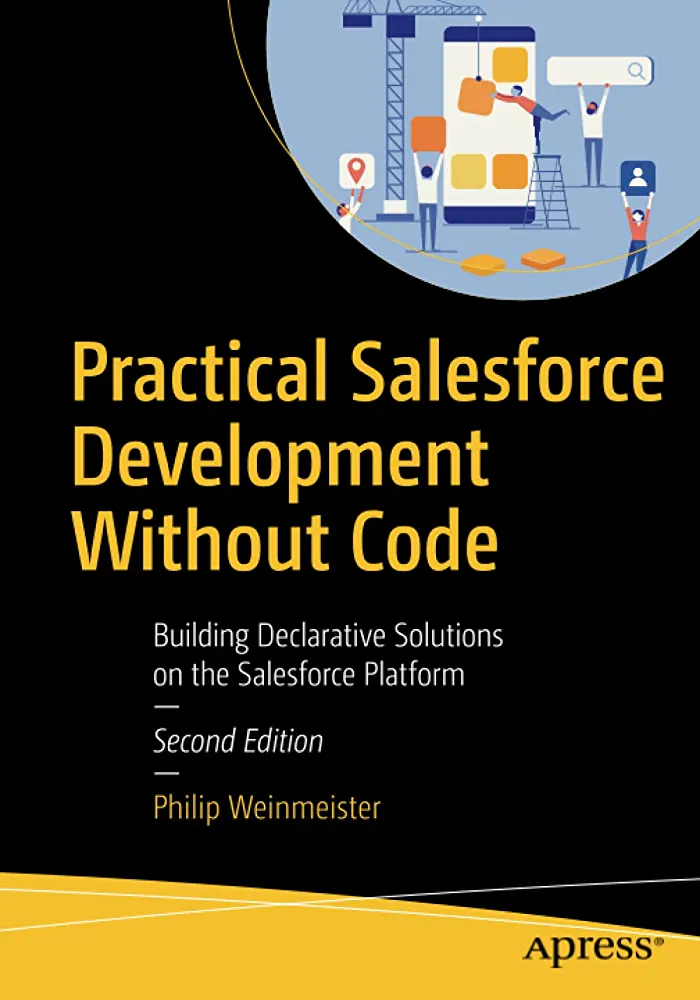 Practical Salesforce
Development
Without Code
Building Declarative Solutions
on the Salesforce Platform
Second Edition
Philip Weinmeister
Apress®